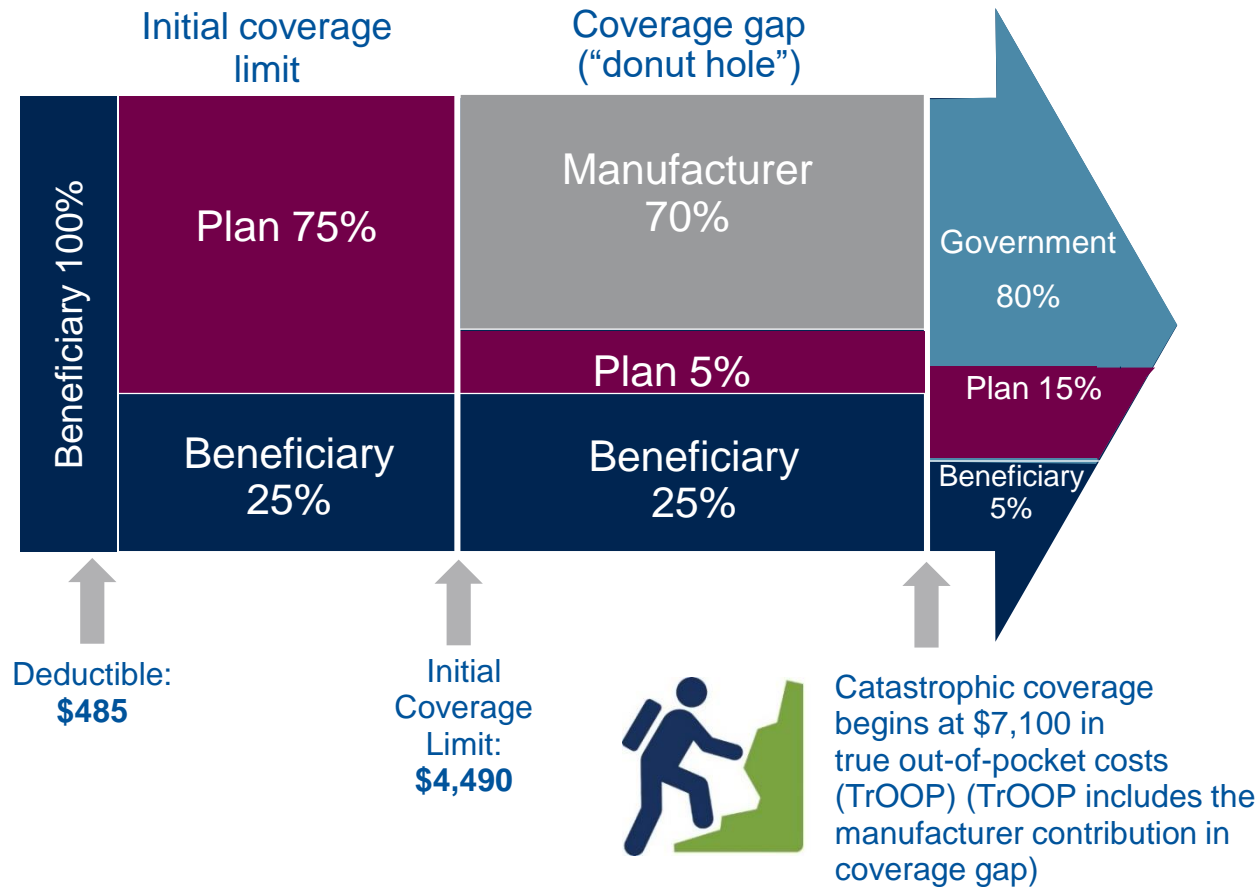 Initial coverage
limit
Coverage gap
(“donut hole”)
Beneficiary 100%
Plan 75%
Beneficiary
25%
Manufacturer
70%
Plan 5%
Beneficiary
25%
Government
80%
Plan 15%
Beneficiary
5%
Deductible:
$485
Initial
Coverage
Limit:
$4,490
Catastrophic coverage
begins at $7,100 in
true out-of-pocket costs
(TrOOP) (TrOOP includes the
manufacturer contribution in
coverage gap)